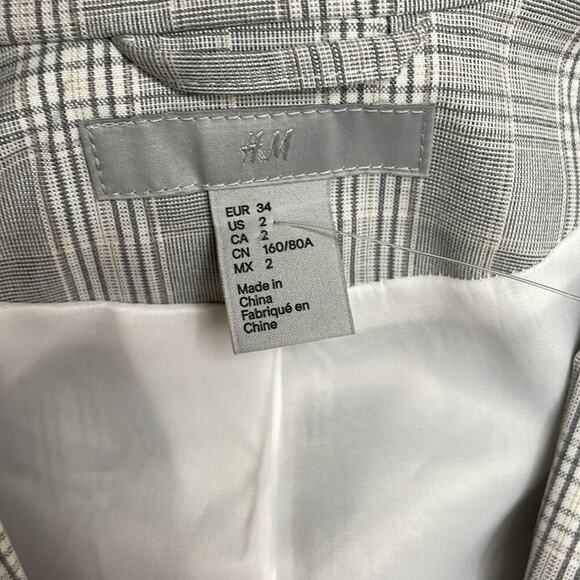 H&M
EUR 34
US 2
CA 2
CN 160/80A
MX 2
Made in
China
Fabriqué en
Chine